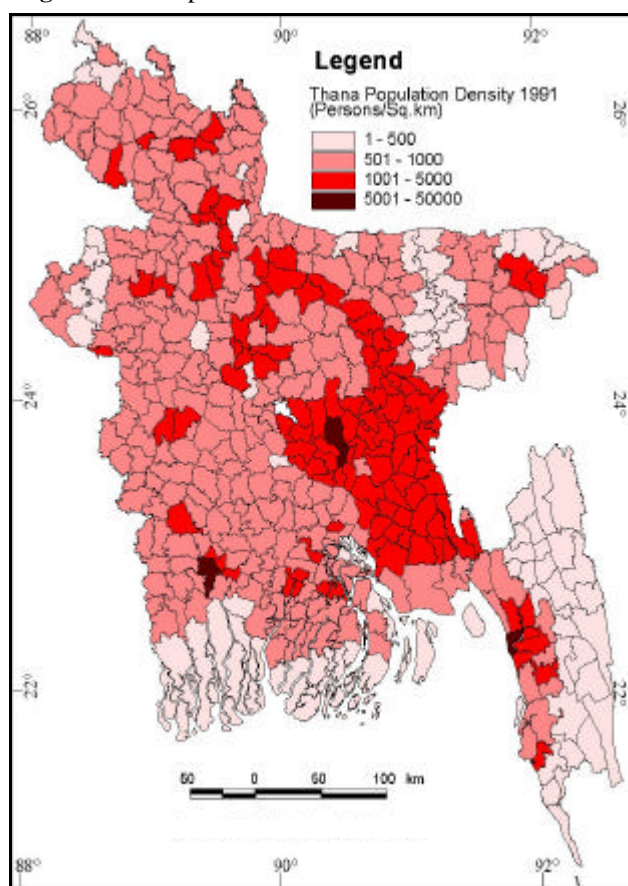 88° 90 92°
Legend
Thana Population Density 1991
(Persons/Sq.km)
1 - 500
501 - 1000
1001 - 5000
5001 - 50000
26° 26°
24° 24°
22° 22°
50 0 50 100 km
88° 90 92°